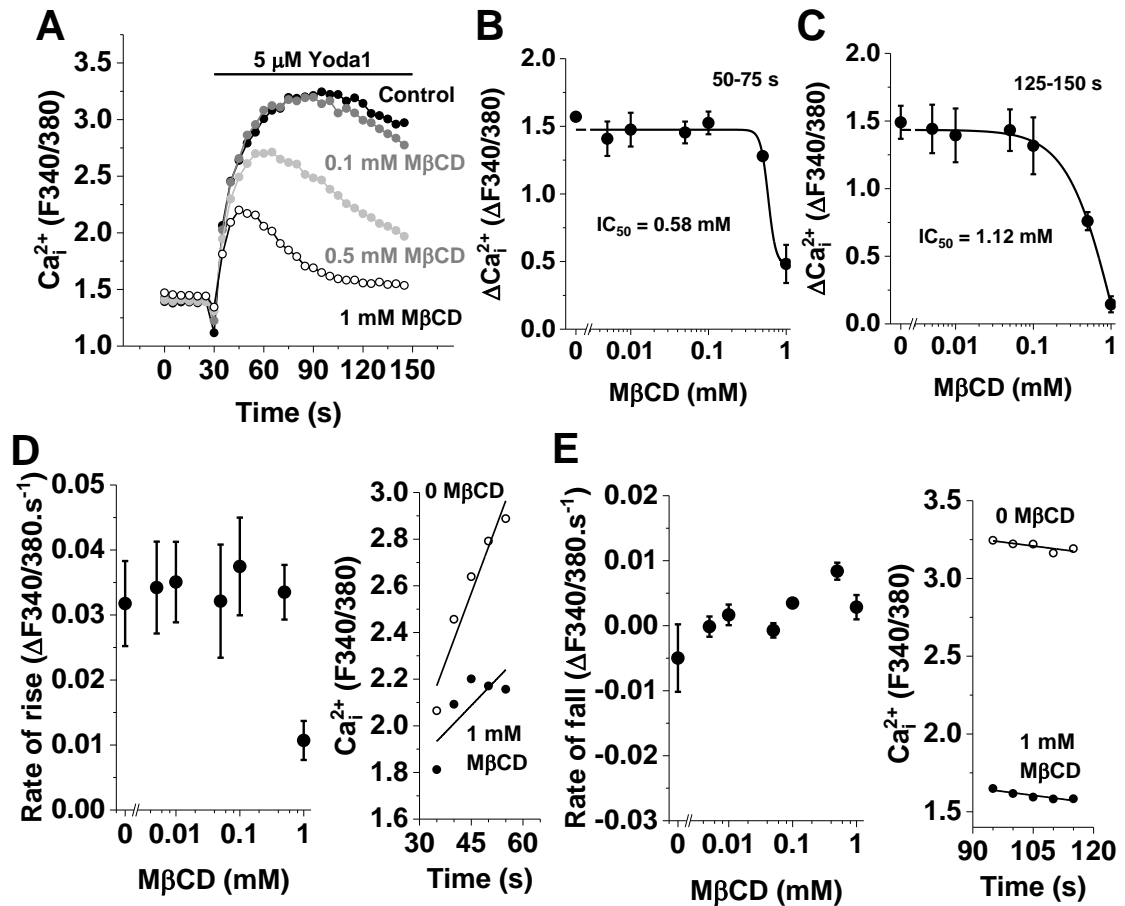 A
5 μM Yoda1
Control
0.1 mM MβCD
0.5 mM MβCD
1 mM MβCD
Ca²⁺ᵢ (F340/380)
3.5
3.0
2.5
2.0
1.5
1.0
0 30 60 90 120 150
Time (s)
B
50-75 s
IC₅₀ = 0.58 mM
ΔCa²⁺ᵢ (ΔF340/380)
2.0
1.5
1.0
0.5
0.0
0 0.01 0.1 1
MβCD (mM)
C
125-150 s
IC₅₀ = 1.12 mM
ΔCa²⁺ᵢ (ΔF340/380)
2.0
1.5
1.0
0.5
0.0
0 0.01 0.1 1
MβCD (mM)
D
Rate of rise (ΔF340/380.s⁻¹)
0.05
0.04
0.03
0.02
0.01
0.00
0 0.01 0.1 1
MβCD (mM)
0 MβCD
1 mM
MβCD
Ca²⁺ᵢ (F340/380)
3.0
2.8
2.6
2.4
2.2
2.0
1.8
1.6
30 45 60
Time (s)
E
Rate of fall (ΔF340/380.s⁻¹)
0.02
0.01
0.00
-0.01
-0.02
-0.03
0 0.01 0.1 1
MβCD (mM)
0 MβCD
1 mM
MβCD
Ca²⁺ᵢ (F340/380)
3.5
3.0
2.5
2.0
1.5
90 105 120
Time (s)